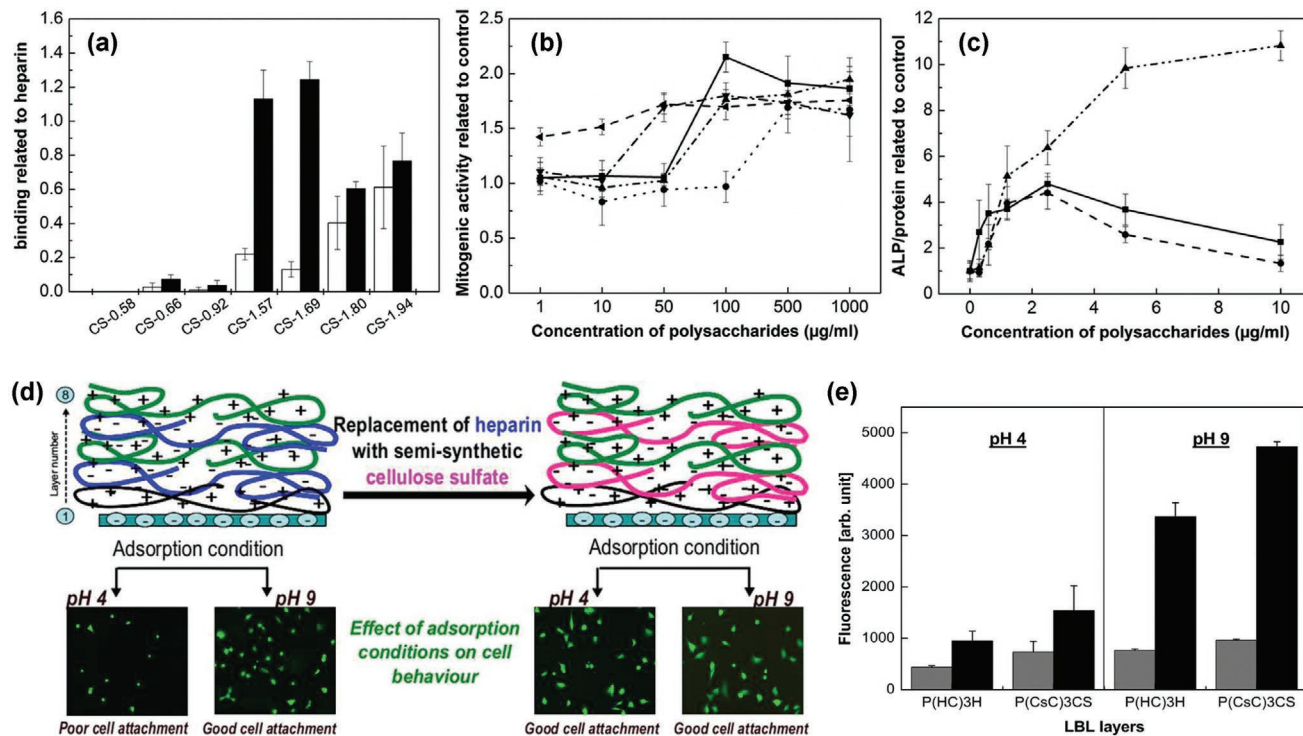 (a)
binding related to heparin
1.6
1.4
1.2
1.0
0.8
0.6
0.4
0.2
0.0
CS-0.58
CS-0.66
CS-0.92
CS-1.57
CS-1.69
CS-1.80
CS-1.94
(b)
Mitogenic activity related to control
2.5
2.0
1.5
1.0
0.5
0.0
1 10 50 100 500 1000
Concentration of polysaccharides (µg/ml)
(c)
ALP/protein related to control
12
10
8
6
4
2
0
0 2 4 6 8 10
Concentration of polysaccharides (µg/ml)
(d)
8
Layer number
1
Replacement of heparin
with semi-synthetic
cellulose sulfate
Adsorption condition
pH 4
pH 9
Poor cell attachment
Good cell attachment
Effect of adsorption
conditions on cell
behaviour
Adsorption condition
pH 4
pH 9
Good cell attachment
Good cell attachment
(e)
Fluorescence [arb. unit]
5000
4000
3000
2000
1000
0
pH 4
pH 9
P(HC)3H P(CsC)3CS P(HC)3H P(CsC)3CS
LBL layers